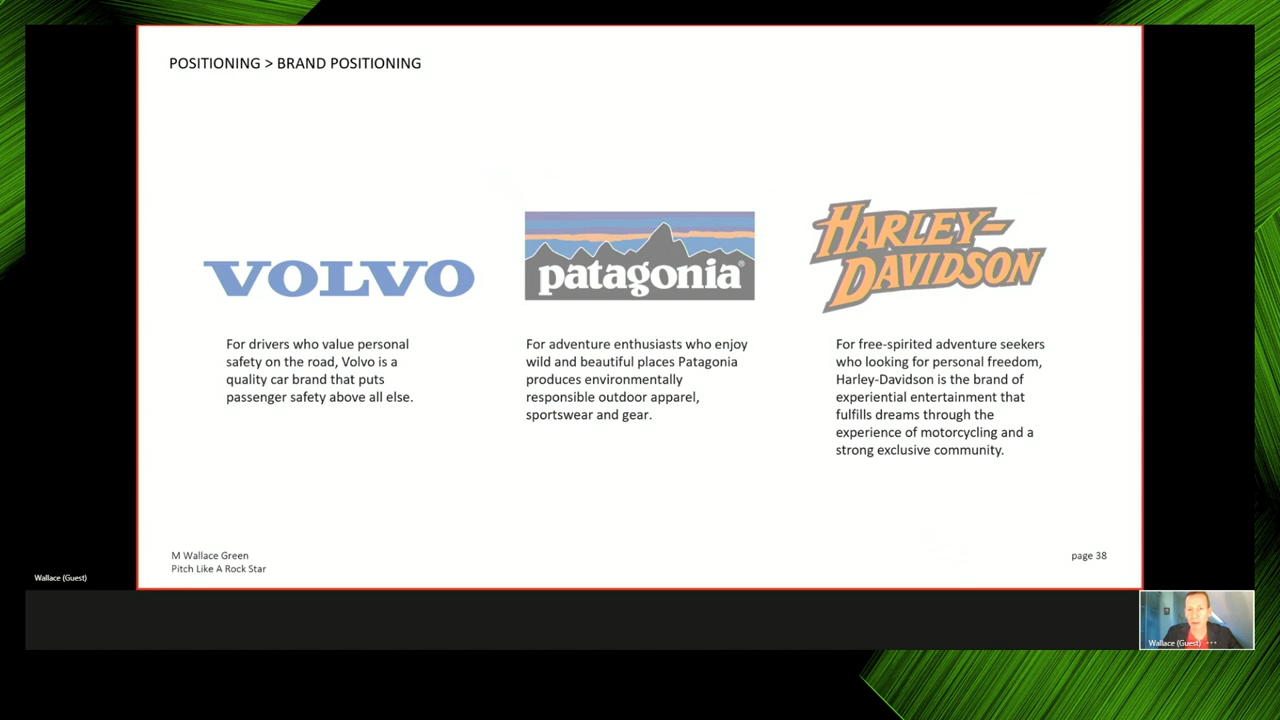 POSITIONING > BRAND POSITIONING
VOLVO
patagonia®
HARLEY-
DAVIDSON
For drivers who value personal
safety on the road, Volvo is a
quality car brand that puts
passenger safety above all else.
For adventure enthusiasts who enjoy
wild and beautiful places Patagonia
produces environmentally
responsible outdoor apparel,
sportswear and gear.
For free-spirited adventure seekers
who looking for personal freedom,
Harley-Davidson is the brand of
experiential entertainment that
fulfills dreams through the
experience of motorcycling and a
strong exclusive community.
M Wallace Green
Pitch Like A Rock Star
page 38
Wallace (Guest)
Wallace (Guest)